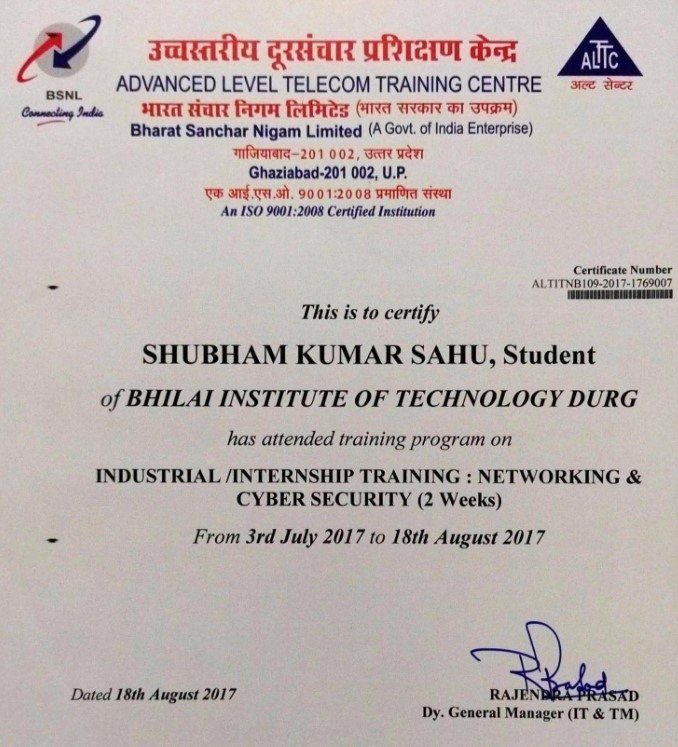 BSNL
Connecting India
उच्चस्तरीय दूरसंचार प्रशिक्षण केन्द्र
ADVANCED LEVEL TELECOM TRAINING CENTRE
भारत संचार निगम लिमिटेड (भारत सरकार का उपक्रम)
Bharat Sanchar Nigam Limited (A Govt. of India Enterprise)
गाजियाबाद–201 002, उत्तर प्रदेश
Ghaziabad-201 002, U.P.
एक आई.एस.ओ. 9001:2008 प्रमाणित संस्था
An ISO 9001:2008 Certified Institution
ALTTC
अल्ट सेन्टर
Certificate Number
ALTITNB109-2017-1769007
This is to certify
SHUBHAM KUMAR SAHU, Student
of BHILAI INSTITUTE OF TECHNOLOGY DURG
has attended training program on
INDUSTRIAL /INTERNSHIP TRAINING : NETWORKING &
CYBER SECURITY (2 Weeks)
From 3rd July 2017 to 18th August 2017
Dated 18th August 2017
RAJENDRA PRASAD
Dy. General Manager (IT & TM)